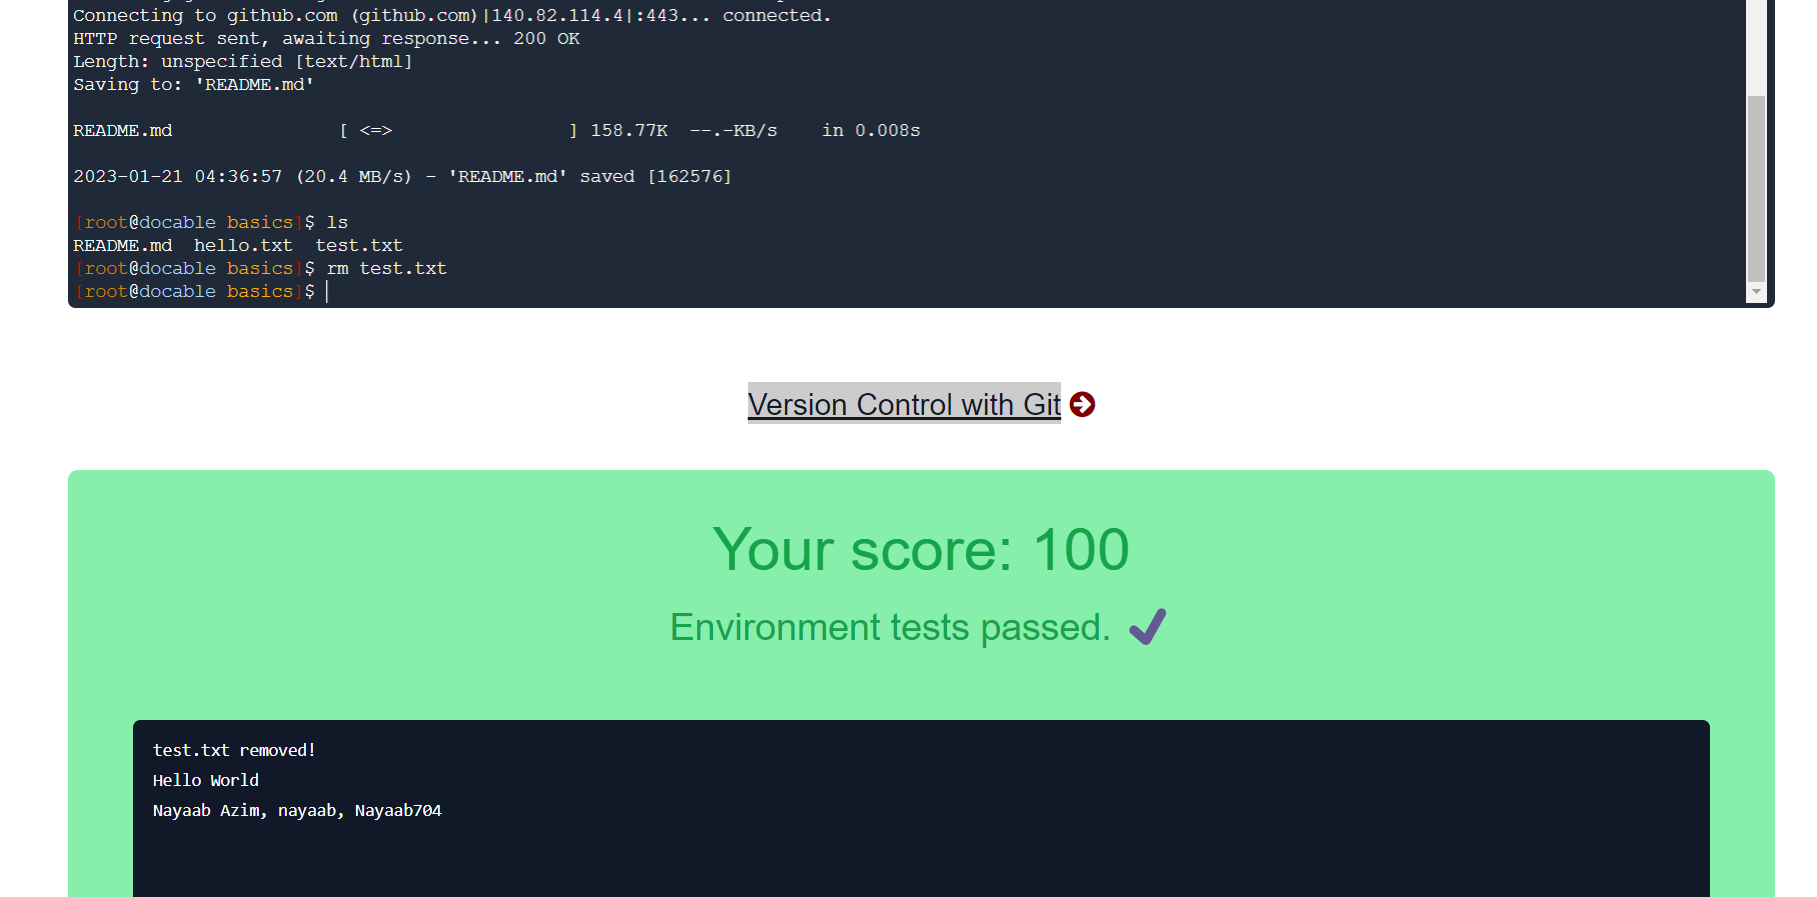 Connecting to github.com (github.com)|140.82.114.4|:443... connected.
HTTP request sent, awaiting response... 200 OK
Length: unspecified [text/html]
Saving to: 'README.md'
README.md [ <=> ] 158.77K --.-KB/s in 0.008s
2023-01-21 04:36:57 (20.4 MB/s) - 'README.md' saved [162576]
[root@docable basics]$ ls
README.md hello.txt test.txt
[root@docable basics]$ rm test.txt
[root@docable basics]$
Version Control with Git
Your score: 100
Environment tests passed.
test.txt removed!
Hello World
Nayaab Azim, nayaab, Nayaab704